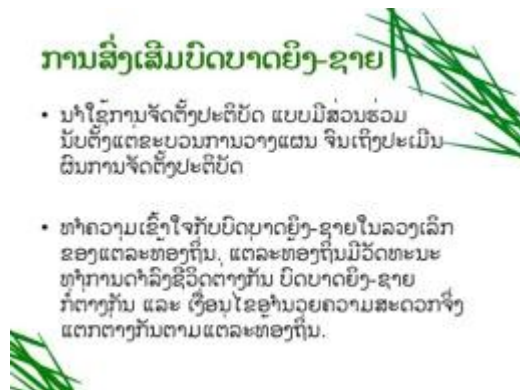 ການສົ່ງເສີມບົດບາດຍິງ-ຊາຍ
• ນຳໃຊ້ການຈັດຕັ້ງປະຕິບັດ ແບບມີສ່ວນຮ່ວມ
ນັບຕັ້ງແຕ່ຂະບວນການວາງແຜນ ຈົນເຖິງປະເມີນ
ຜົນການຈັດຕັ້ງປະຕິບັດ
• ທຳຄວາມເຂົ້າໃຈກັບບົດບາດຍິງ-ຊາຍໃນລວງເລິກ
ຂອງແຕ່ລະທ້ອງຖິ່ນ, ແຕ່ລະທ້ອງຖິ່ນມີວັດທະນະ
ທຳການດຳລົງຊີວິດຕ່າງກັນ ບົດບາດຍິງ-ຊາຍ
ກໍ່ຕ່າງກັນ ແລະ ເງື່ອນໄຂອຳນວຍຄວາມສະດວກຈຶ່ງ
ແຕກຕ່າງກັນຕາມແຕ່ລະທ້ອງຖິ່ນ.